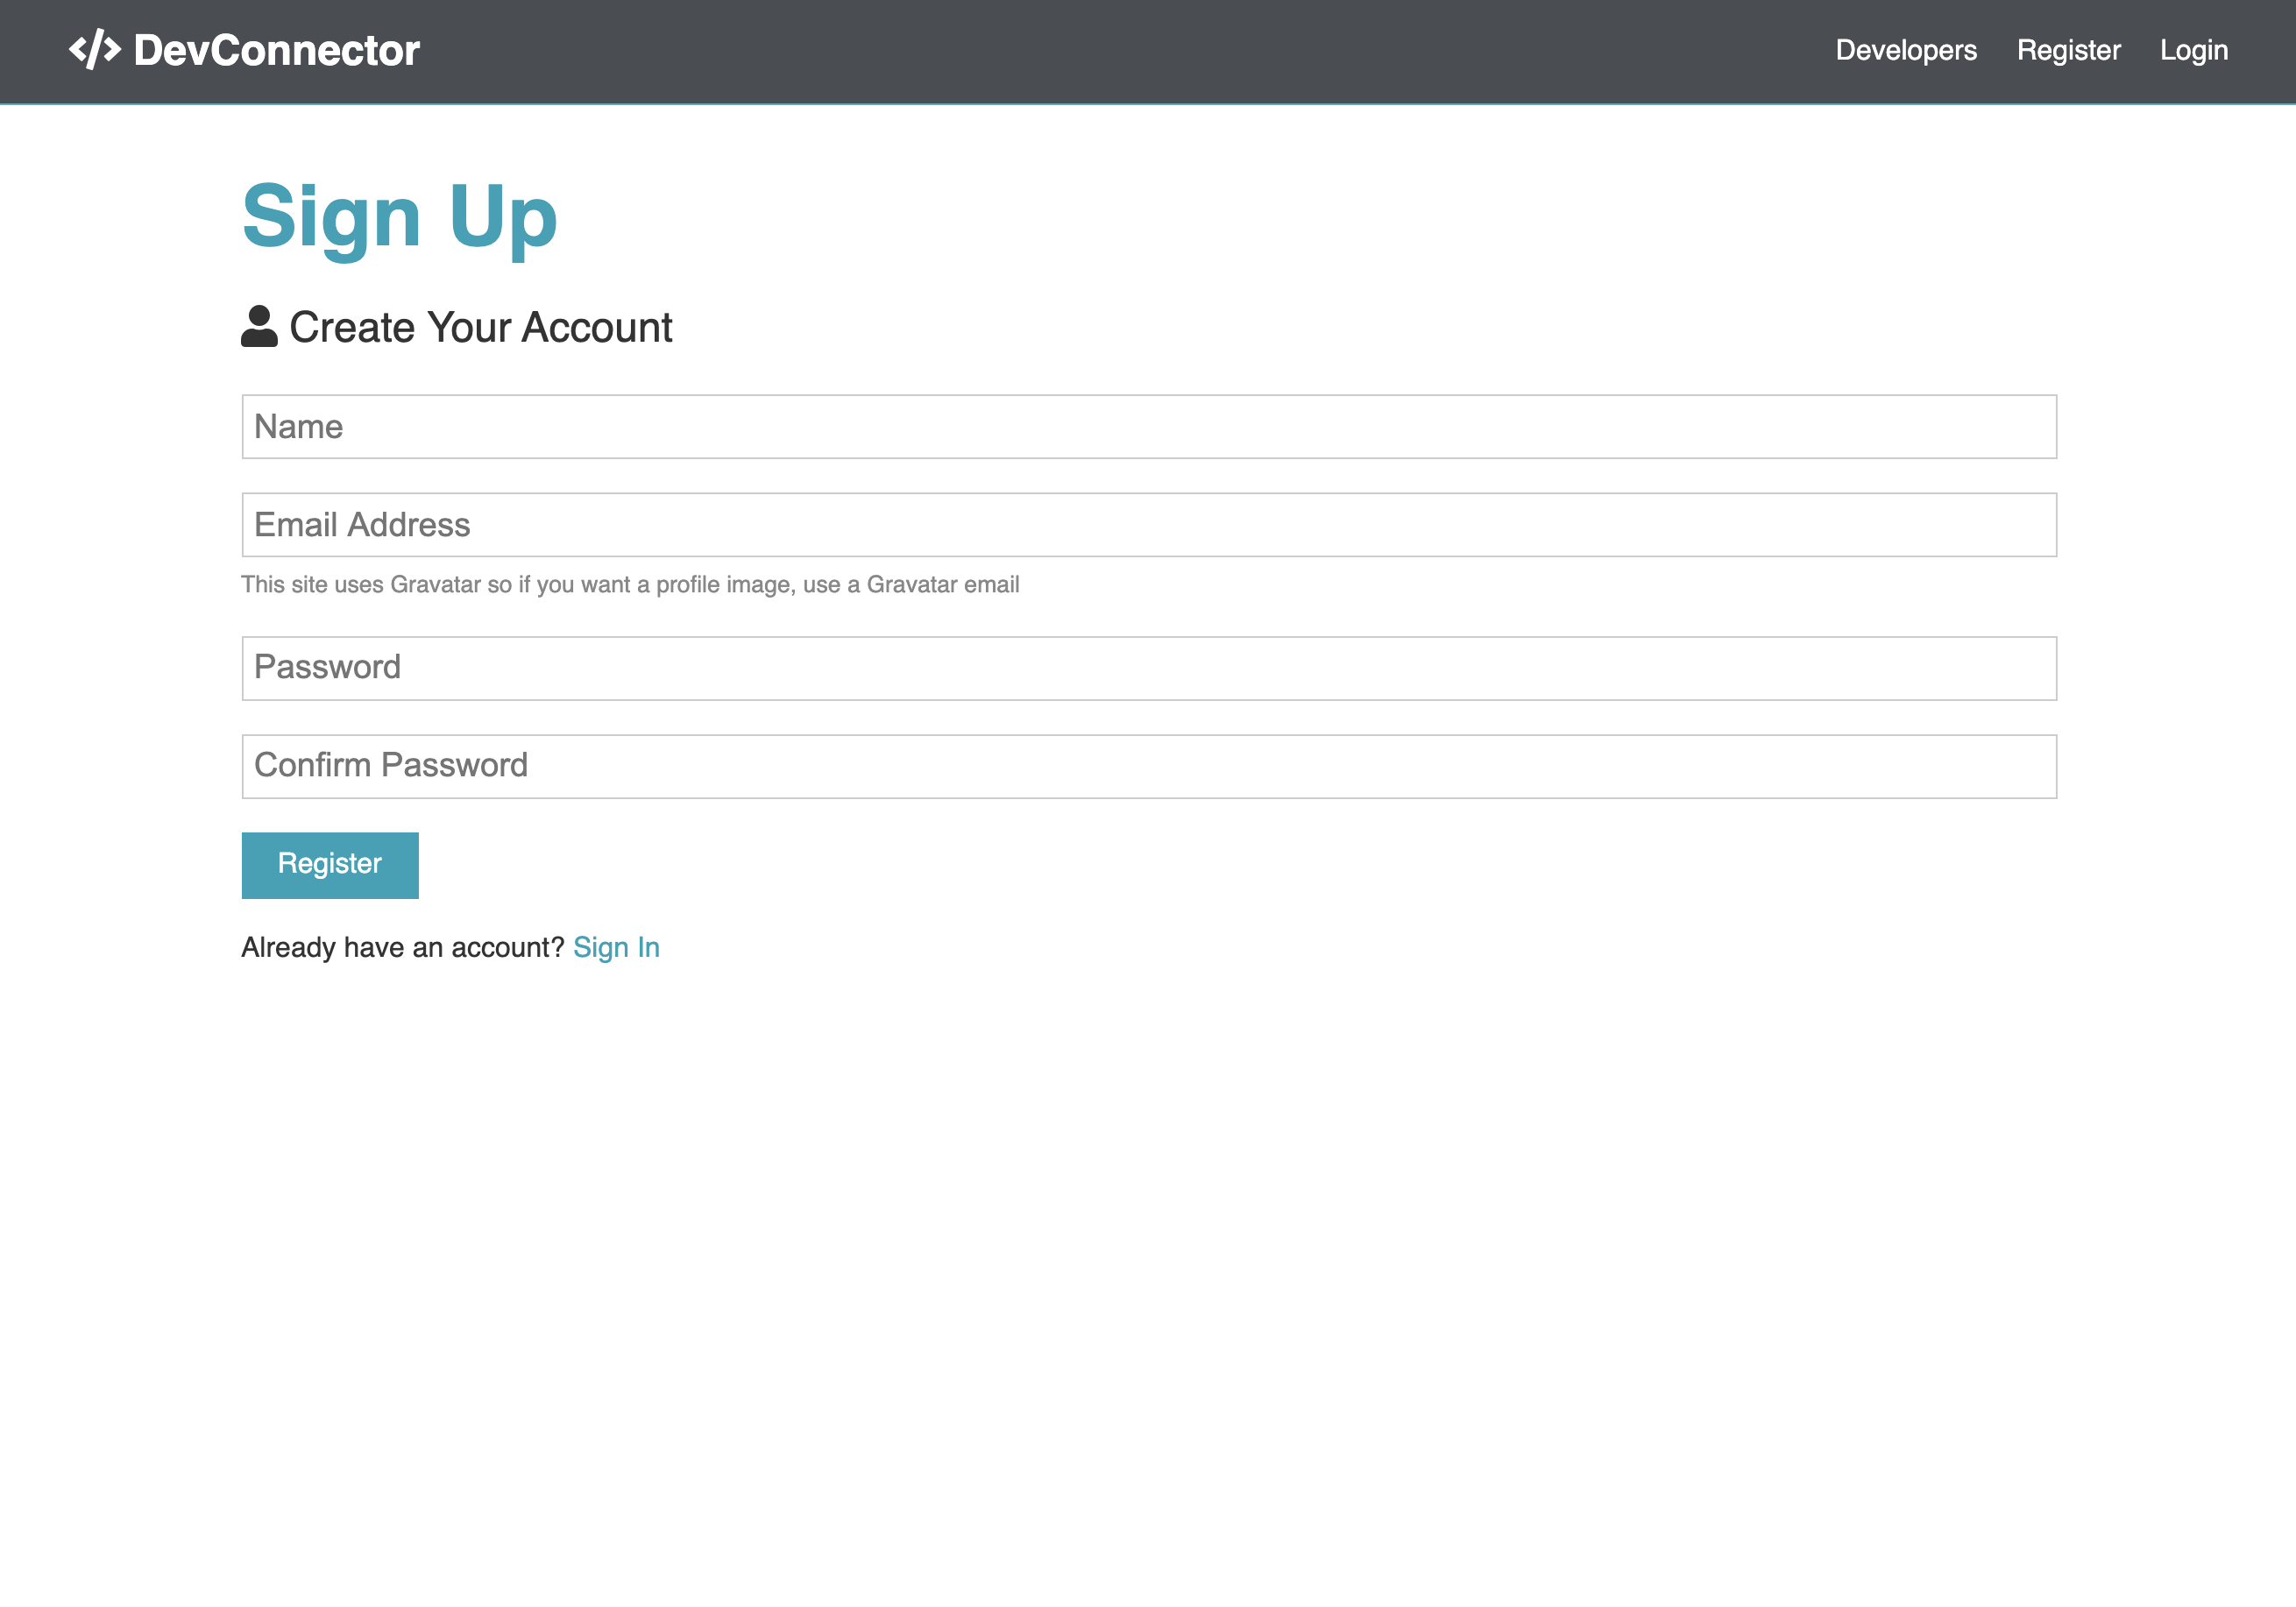 </> DevConnector
Developers Register Login
Sign Up
Create Your Account
Name
Email Address
This site uses Gravatar so if you want a profile image, use a Gravatar email
Password
Confirm Password
Register
Already have an account? Sign In